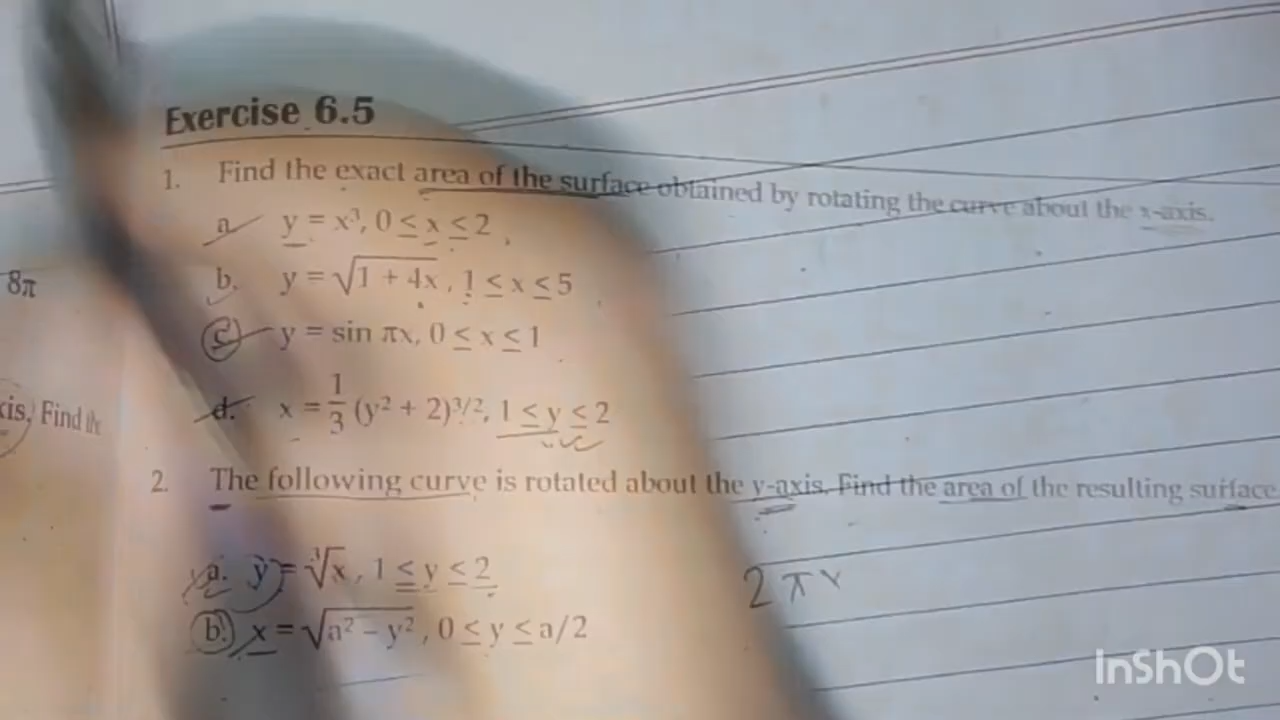 Exercise 6.5
1. Find the exact area of the surface obtained by rotating the curve about the x-axis.
a. y = x³, 0 ≤ x ≤ 2
8π
b. y = √(1 + 4x), 1 ≤ x ≤ 5
c. y = sin πx, 0 ≤ x ≤ 1
xis, Find the
d. x = 1/3 (y² + 2)^3/2, 1 ≤ y ≤ 2
2. The following curve is rotated about the y-axis. Find the area of the resulting surface
a. y = ∛x, 1 ≤ y ≤ 2
2π
b. x = √(a² – y²), 0 ≤ y ≤ a/2
InShOt